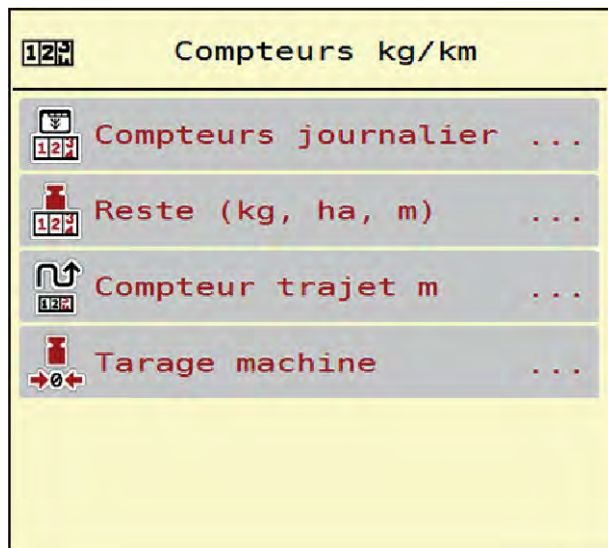 Compteurs kg/km
Compteurs journalier ...
Reste (kg, ha, m) ...
Compteur trajet m ...
Tarage machine ...